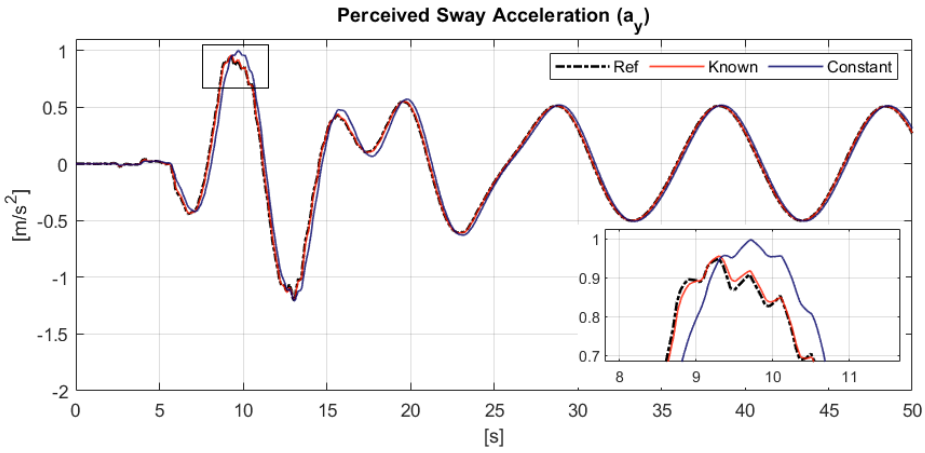 Perceived Sway Acceleration (a_y)
Ref Known Constant
[m/s²]
1
0.5
0
-0.5
-1
-1.5
-2
0 5 10 15 20 25 30 35 40 45 50
[s]
1
0.9
0.8
0.7
8 9 10 11